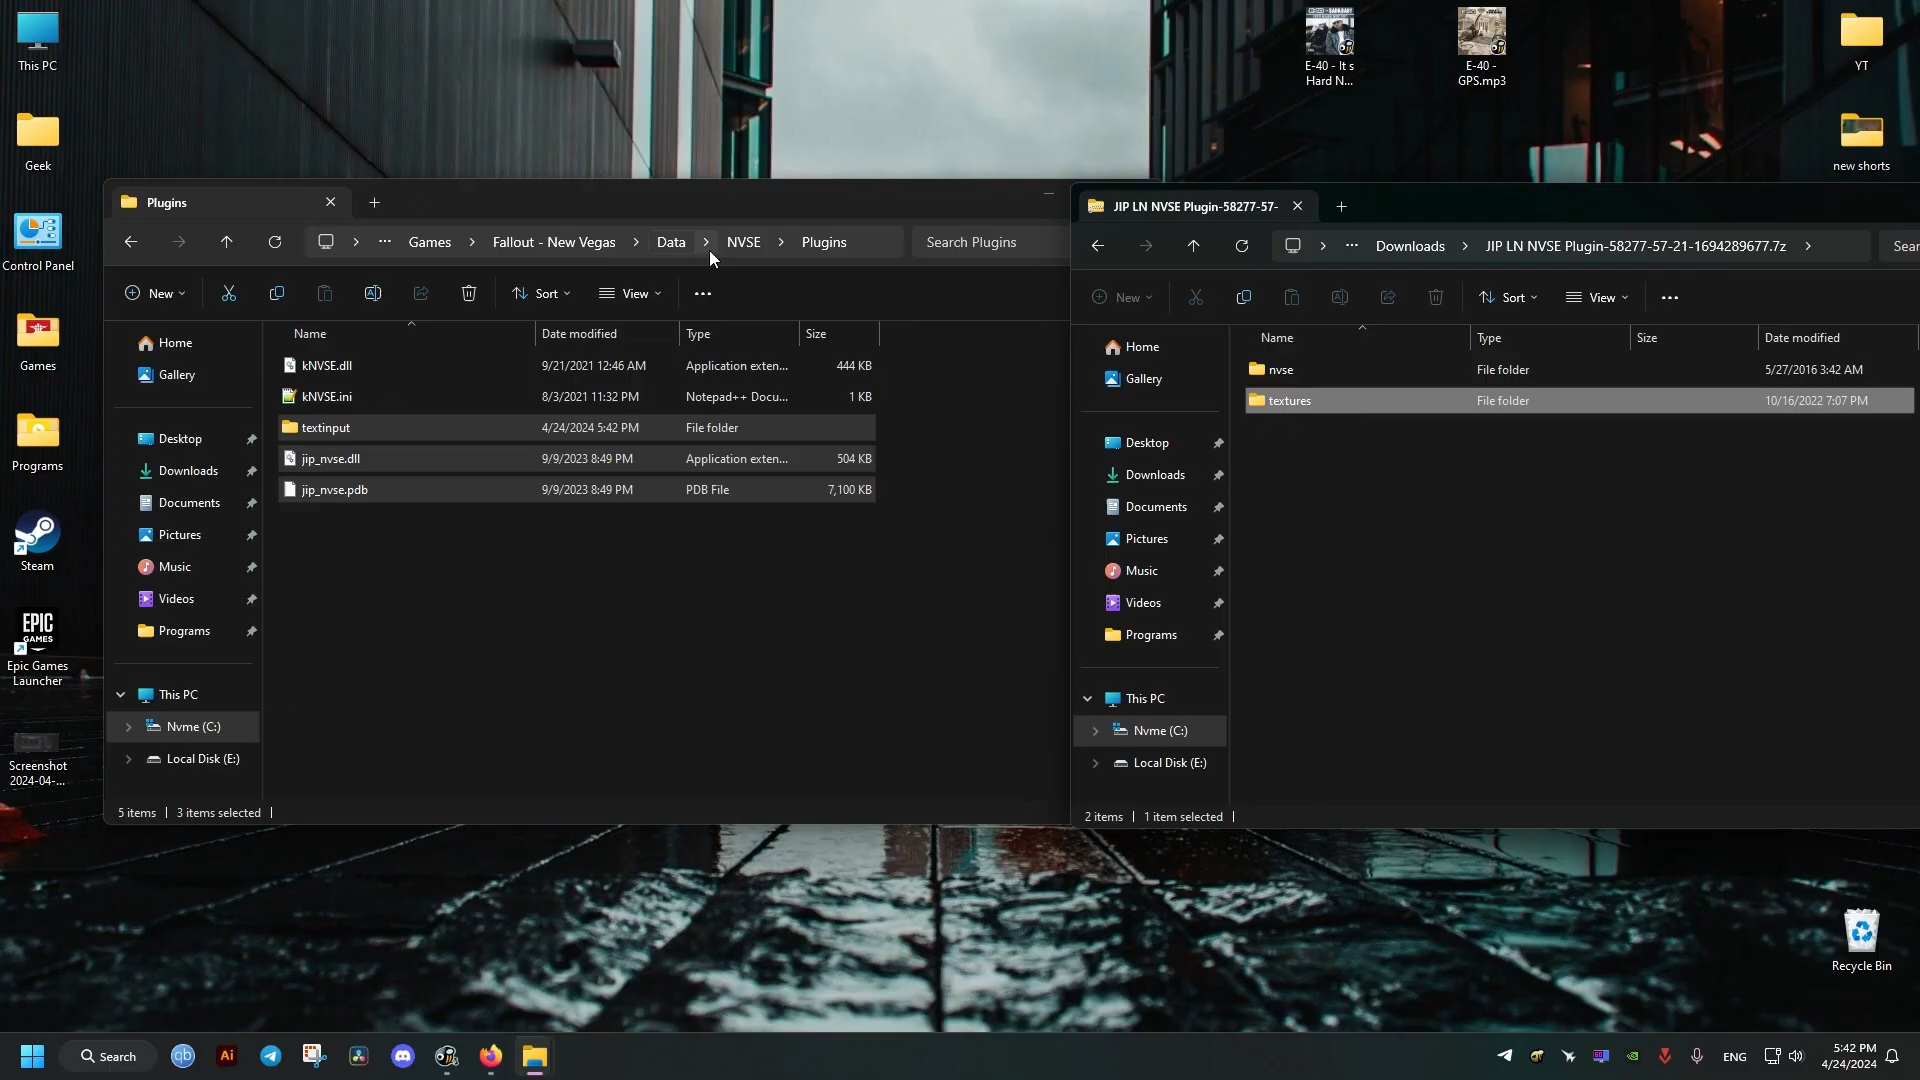 This PC
Geek
Control Panel
Games
Programs
Steam
EPIC
GAMES
Epic Games
Launcher
Screenshot
2024-04-...
E-40 - It s
Hard N...
E-40 -
GPS.mp3
YT
new shorts
Recycle Bin
Plugins
Games
Fallout - New Vegas
Data
NVSE
Plugins
Search Plugins
New
Sort
View
Home
Gallery
Desktop
Downloads
Documents
Pictures
Music
Videos
Programs
This PC
Nvme (C:)
Local Disk (E:)
Name Date modified Type Size
kNVSE.dll 9/21/2021 12:46 AM Application exten... 444 KB
kNVSE.ini 8/3/2021 11:32 PM Notepad++ Docu... 1 KB
textinput 4/24/2024 5:42 PM File folder
jip_nvse.dll 9/9/2023 8:49 PM Application exten... 504 KB
jip_nvse.pdb 9/9/2023 8:49 PM PDB File 7,100 KB
5 items 3 items selected
JIP LN NVSE Plugin-58277-57-
Downloads
JIP LN NVSE Plugin-58277-57-21-1694289677.7z
Sear
New
Sort
View
Home
Gallery
Desktop
Downloads
Documents
Pictures
Music
Videos
Programs
This PC
Nvme (C:)
Local Disk (E:)
Name Type Size Date modified
nvse File folder 5/27/2016 3:42 AM
textures File folder 10/16/2022 7:07 PM
2 items 1 item selected
Search
qb
Ai
ENG
5:42 PM
4/24/2024